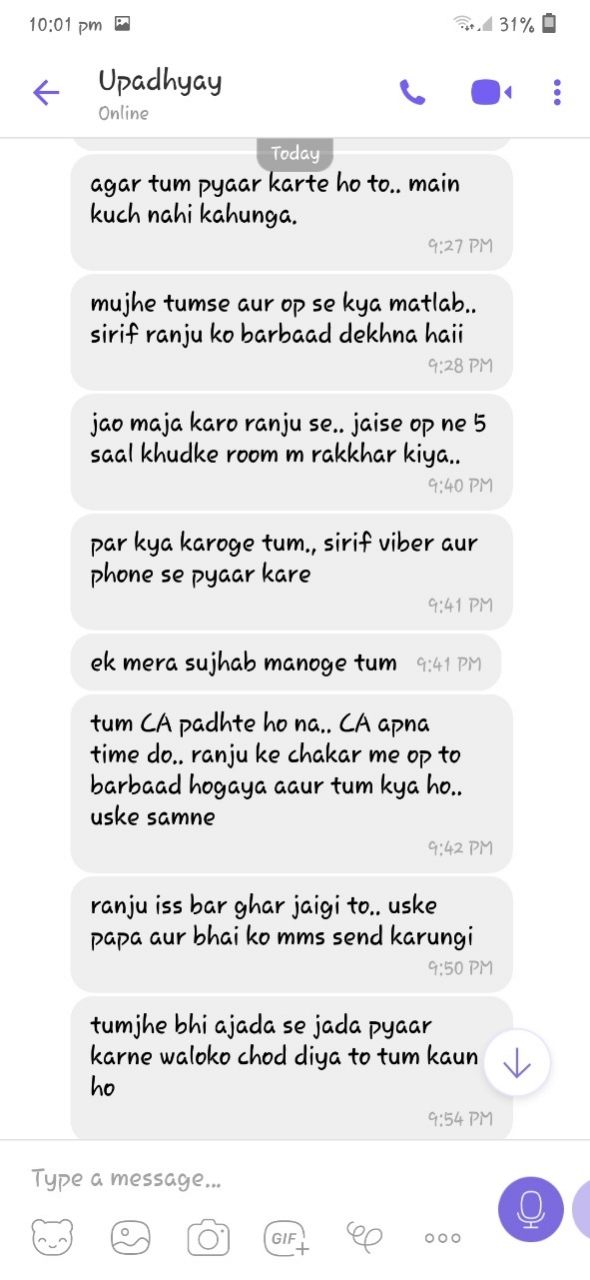 10:01 pm
31%
Upadhyay
Online
Today
agar tum pyaar karte ho to.. main
kuch nahi kahunga.
9:27 PM
mujhe tumse aur op se kya matlab..
sirif ranju ko barbaad dekhna haii
9:28 PM
jao maja karo ranju se.. jaise op ne 5
saal khudke room m rakkhar kiya..
9:40 PM
par kya karoge tum., sirif viber aur
phone se pyaar kare
9:41 PM
ek mera sujhab manoge tum 9:41 PM
tum CA padhte ho na.. CA apna
time do.. ranju ke chakar me op to
barbaad hogaya aaur tum kya ho..
uske samne
9:42 PM
ranju iss bar ghar jaigi to.. uske
papa aur bhai ko mms send karungi
9:50 PM
tumjhe bhi ajada se jada pyaar
karne waloko chod diya to tum kaun
ho
9:54 PM
Type a message...
GIF